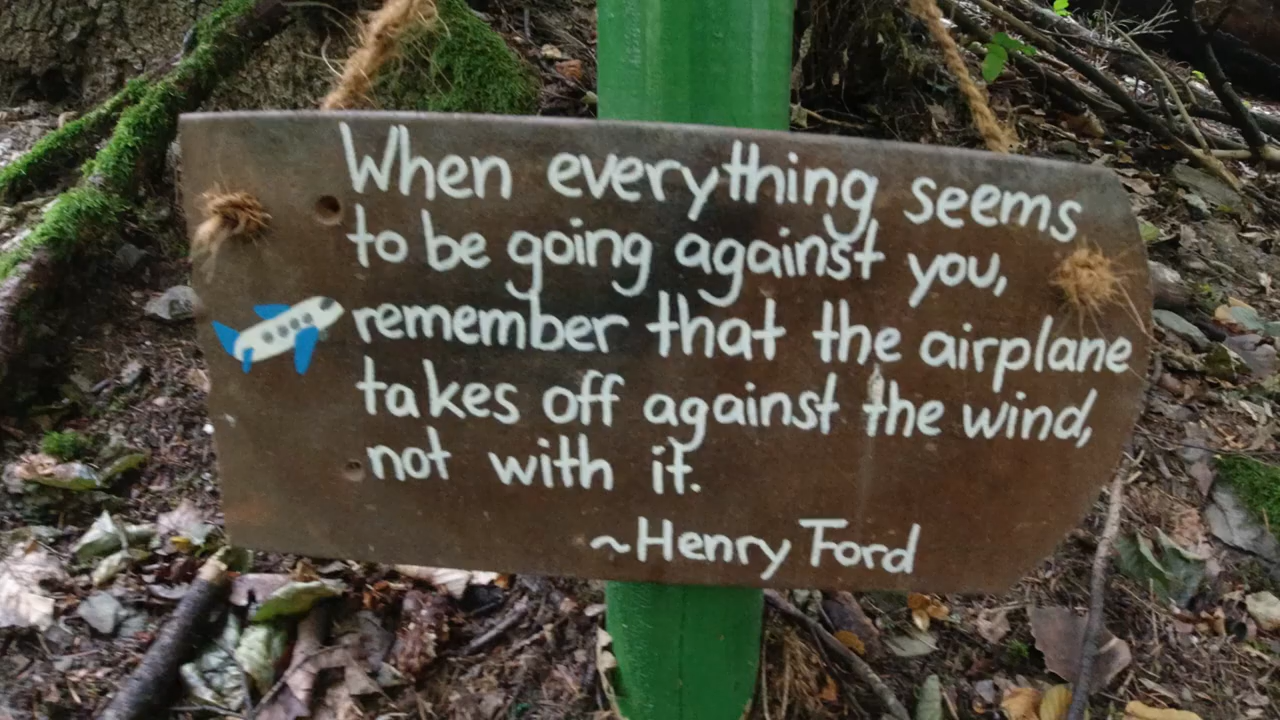 When everything seems
to be going against you,
remember that the airplane
takes off against the wind,
not with it.
~Henry Ford